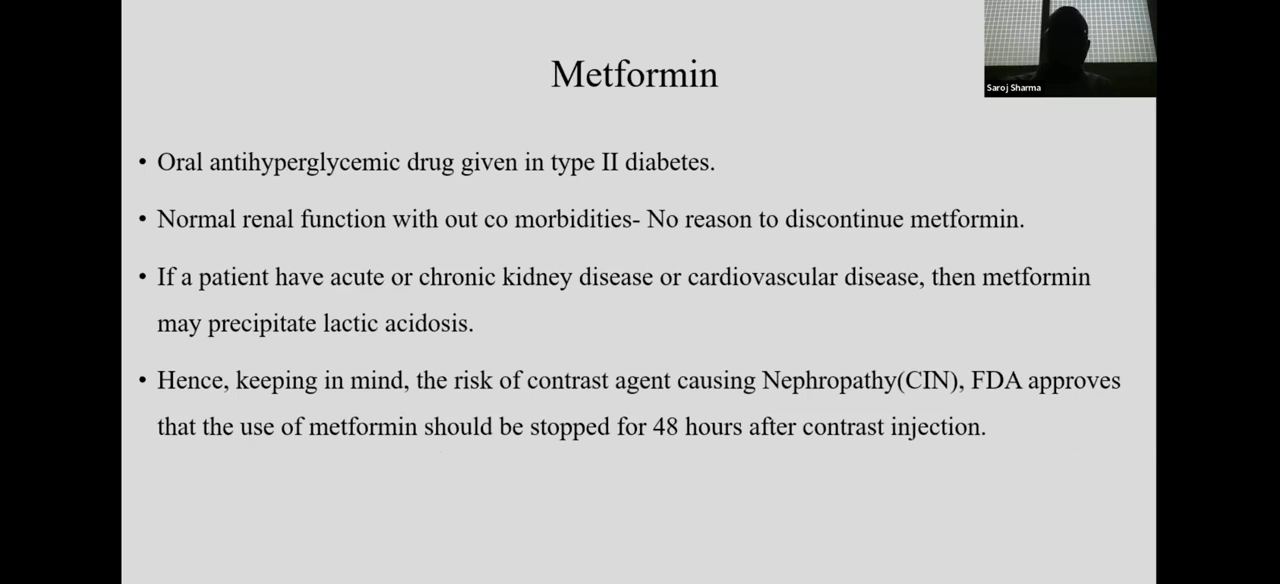 Metformin
Saroj Sharma
• Oral antihyperglycemic drug given in type II diabetes.
• Normal renal function with out co morbidities- No reason to discontinue metformin.
• If a patient have acute or chronic kidney disease or cardiovascular disease, then metformin
may precipitate lactic acidosis.
• Hence, keeping in mind, the risk of contrast agent causing Nephropathy(CIN), FDA approves
that the use of metformin should be stopped for 48 hours after contrast injection.